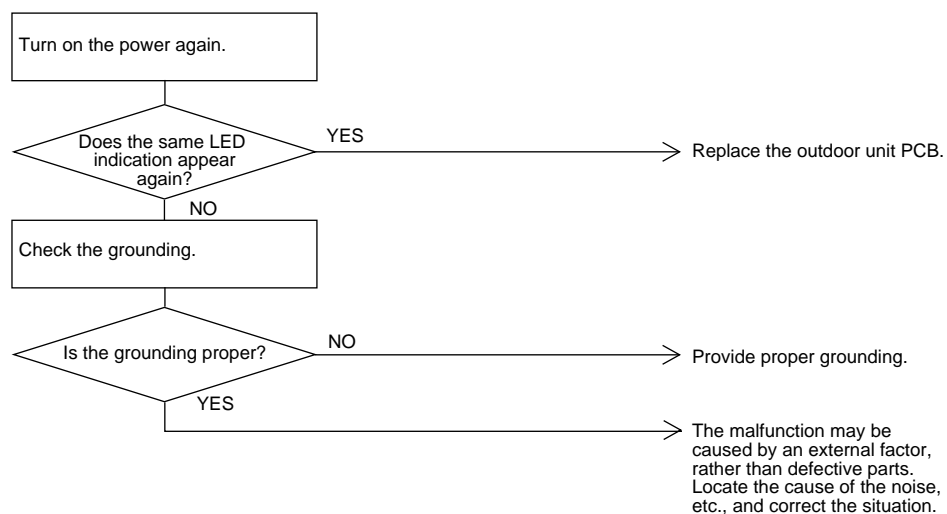 Turn on the power again.
Does the same LED
indication appear
again?
YES
Replace the outdoor unit PCB.
NO
Check the grounding.
Is the grounding proper?
NO
Provide proper grounding.
YES
The malfunction may be
caused by an external factor,
rather than defective parts.
Locate the cause of the noise,
etc., and correct the situation.